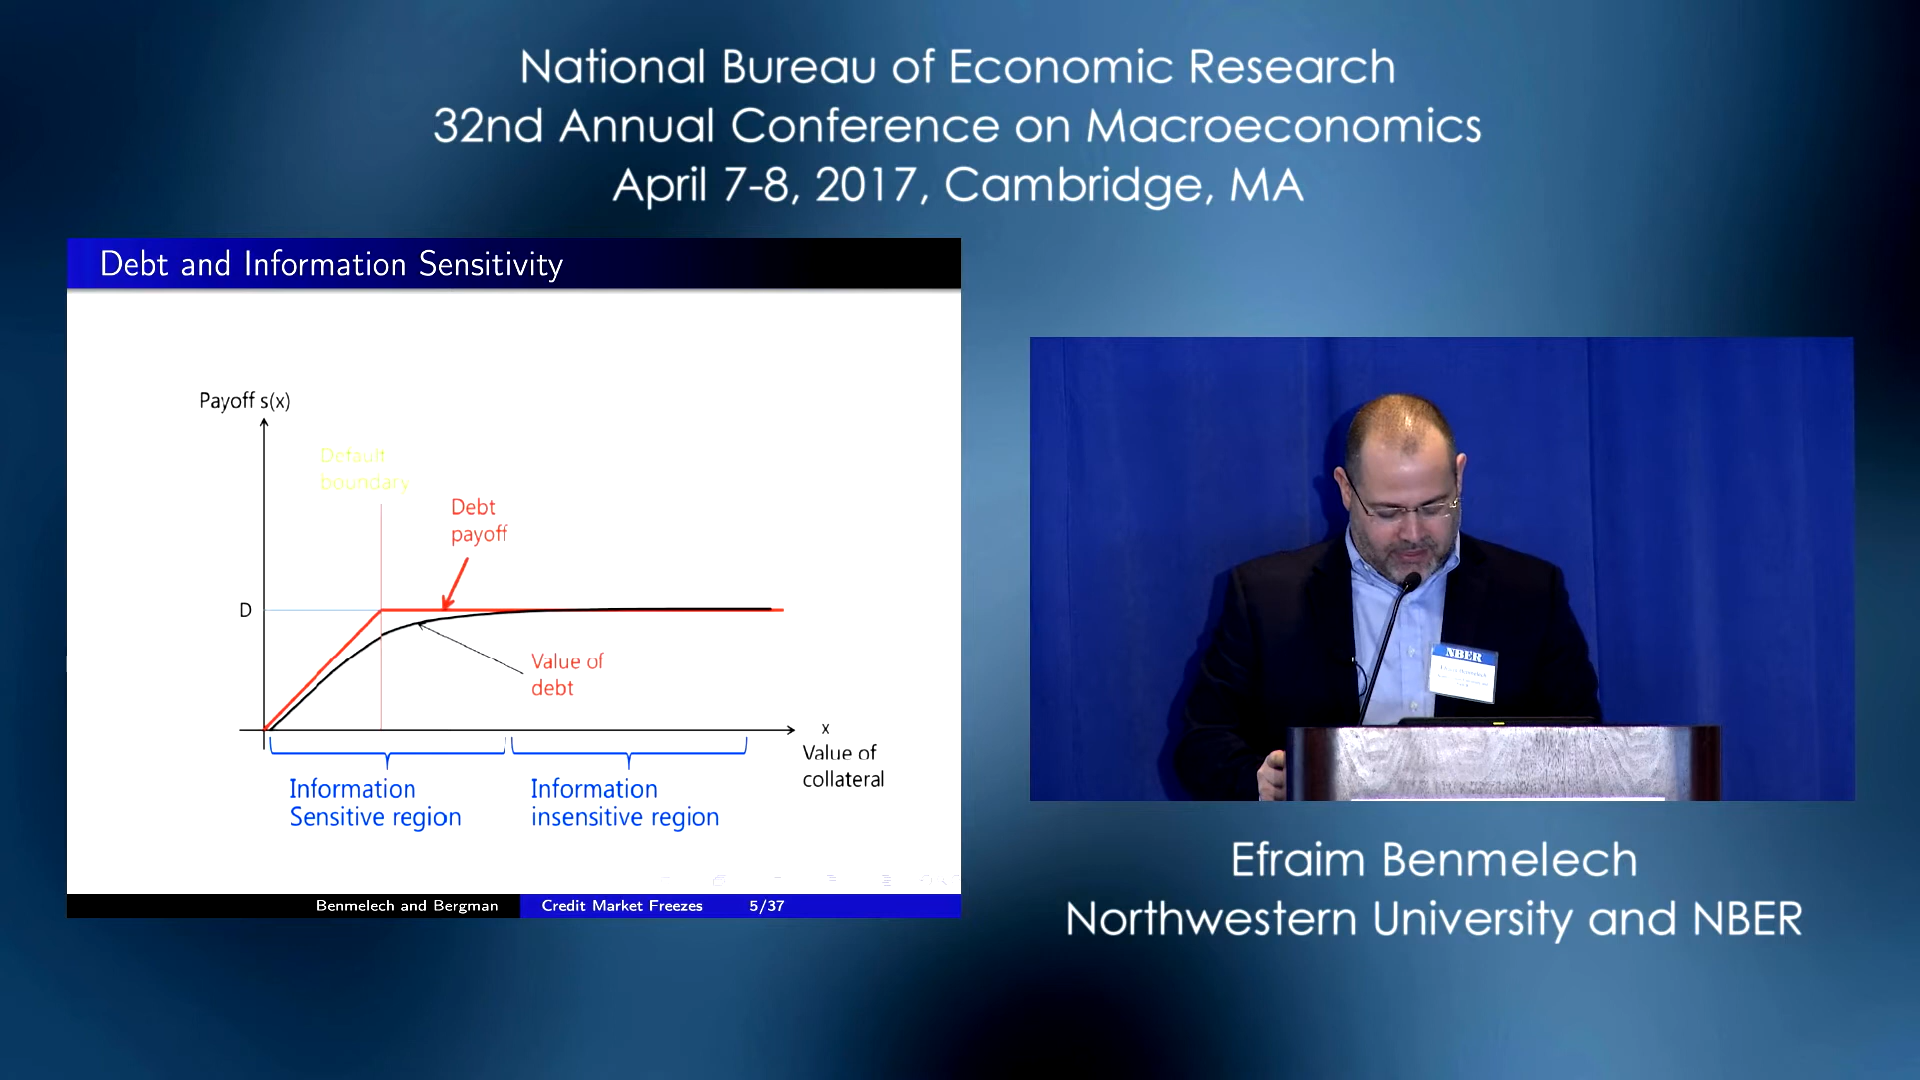 National Bureau of Economic Research
32nd Annual Conference on Macroeconomics
April 7-8, 2017, Cambridge, MA
Debt and Information Sensitivity
Payoff s(x)
Default
boundary
Debt
payoff
D
Value of
debt
x
Value of
collateral
Information
Sensitive region
Information
insensitive region
Benmelech and Bergman
Credit Market Freezes
5/37
NBER
Efraim Benmelech
Northwestern University and NBER